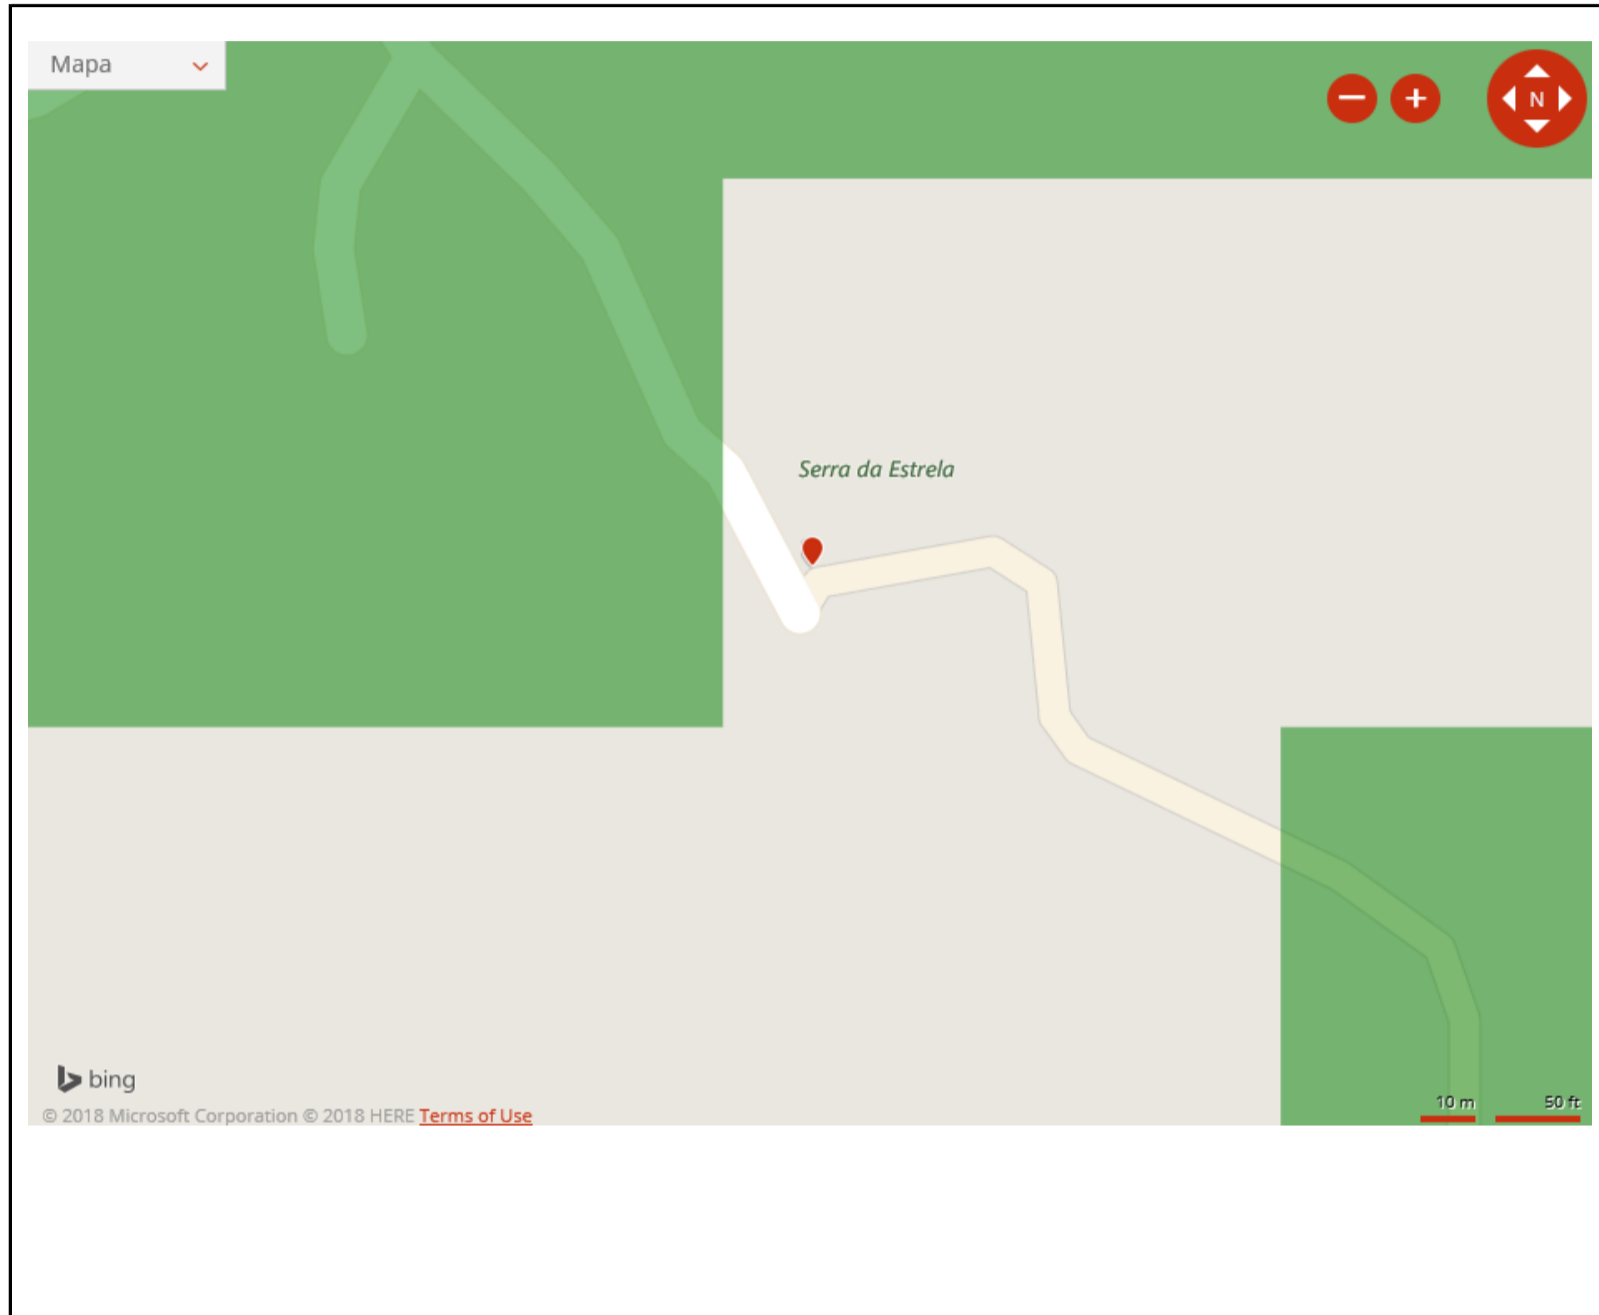 Mapa
N
Serra da Estrela
bing
© 2018 Microsoft Corporation © 2018 HERE Terms of Use
10 m 50 ft